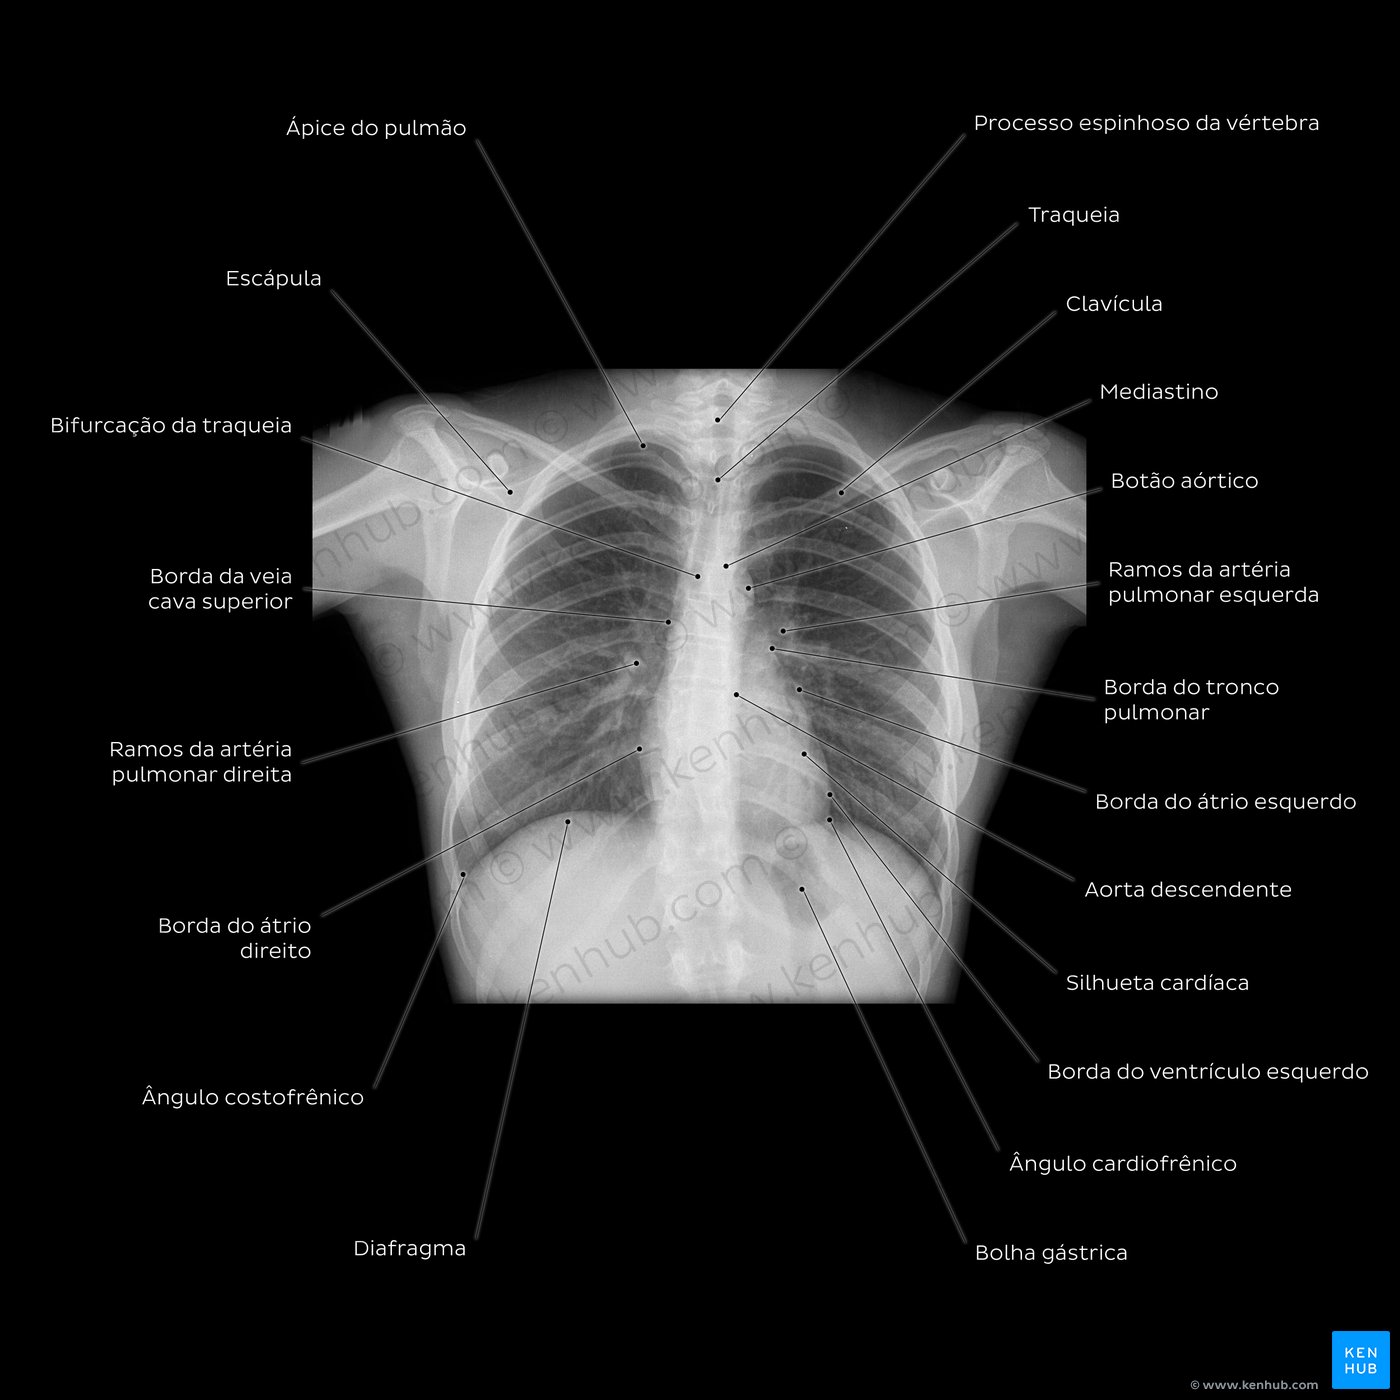 Ápice do pulmão
Processo espinhoso da vértebra
Traqueia
Escápula
Clavícula
Mediastino
Bifurcação da traqueia
Botão aórtico
Ramos da artéria
pulmonar esquerda
Borda da veia
cava superior
Borda do tronco
pulmonar
Ramos da artéria
pulmonar direita
Borda do átrio esquerdo
Aorta descendente
Borda do átrio
direito
Silhueta cardíaca
Borda do ventrículo esquerdo
Ângulo costofrênico
Ângulo cardiofrênico
Diafragma
Bolha gástrica
KEN
HUB
© www.kenhub.com